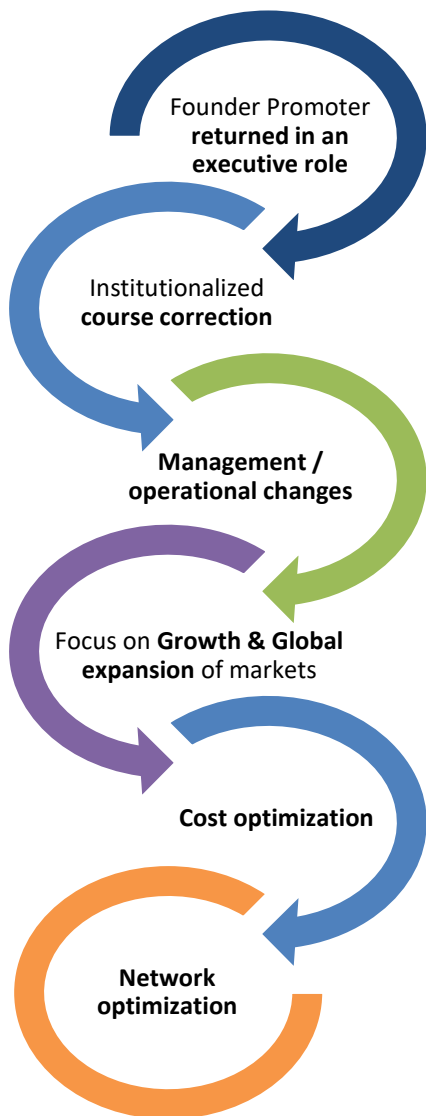 Founder Promoter
returned in an
executive role
Institutionalized
course correction
Management /
operational changes
Focus on Growth & Global
expansion of markets
Cost optimization
Network
optimization